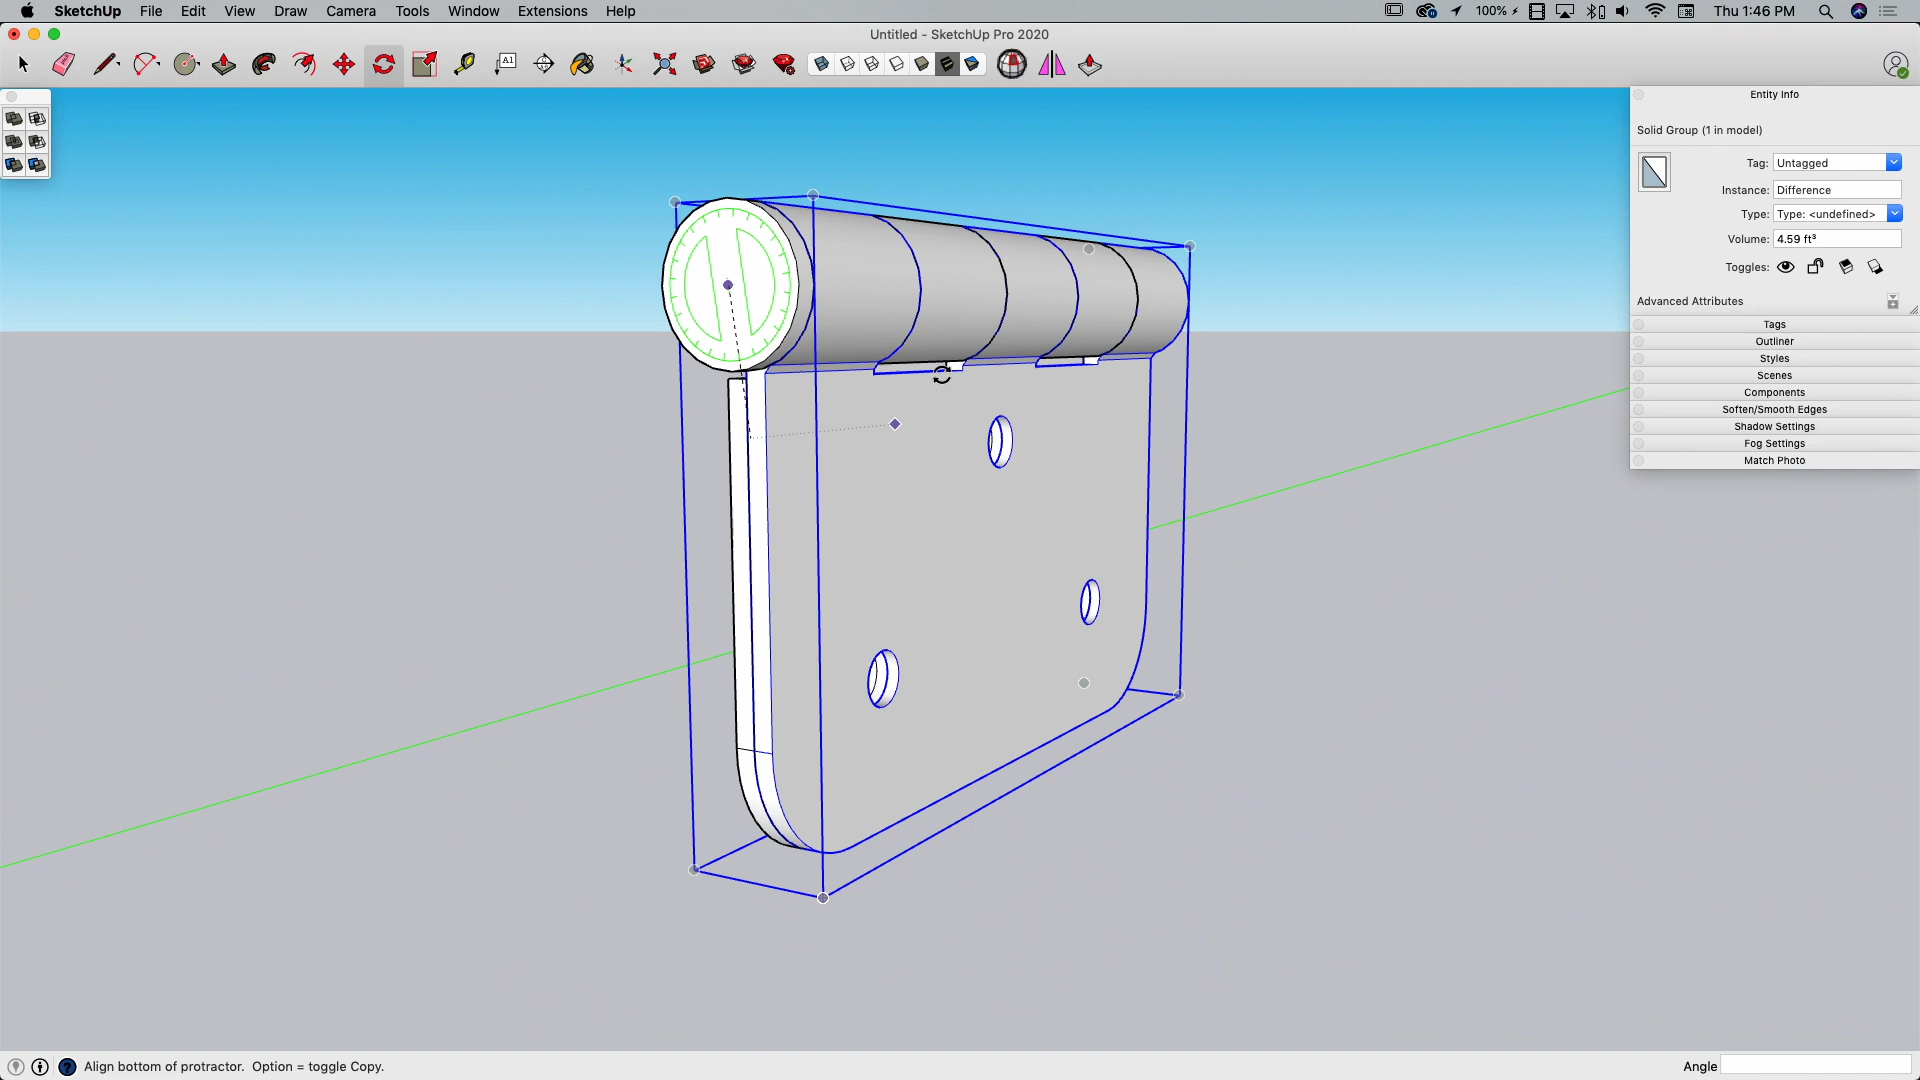 SketchUp File Edit View Draw Camera Tools Window Extensions Help
100% Thu 1:46 PM
Untitled - SketchUp Pro 2020
A1
Entity Info
Solid Group (1 in model)
Tag: Untagged
Instance: Difference
Type: Type: <undefined>
Volume: 4.59 ft³
Toggles:
Advanced Attributes
Tags
Outliner
Styles
Scenes
Components
Soften/Smooth Edges
Shadow Settings
Fog Settings
Match Photo
Align bottom of protractor. Option = toggle Copy.
Angle